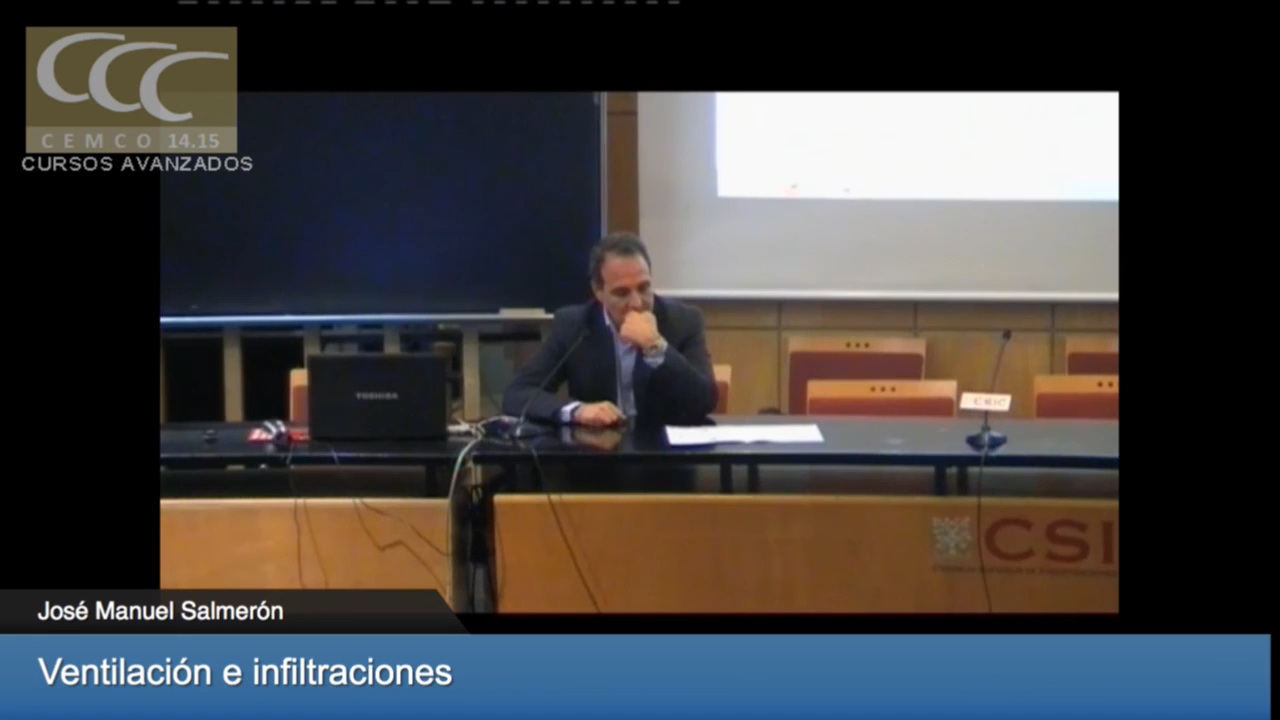 CCC
CEMCO 14.15
CURSOS AVANZADOS
TOSHIBA
CSIC
CSI
José Manuel Salmerón
Ventilación e infiltraciones